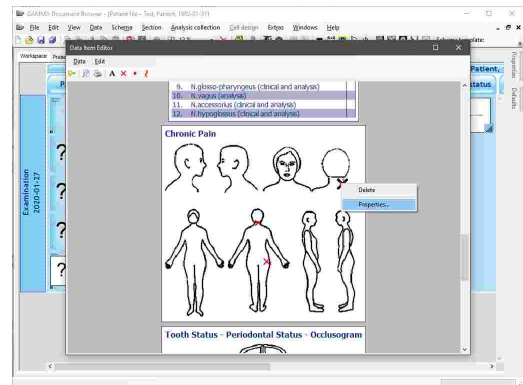 GAMMA Document Browser - [Patient file - Test, Patient, 1980-01-31]
File Edit View Data Schema Section Analysis collection Cell design Extras Windows Help
template:
Data Item Editor
Workspace
Data Edit
Properties
Defaults
Patient,
status
9. N.glosso-pharyngeus (clinical and analysis)
10. N.vagus (analysis)
11. N.accessorius (clinical and analysis)
12. N.hypoglossus (clinical and analysis)
Chronic Pain
Delete
Properties...
Examination
2020-01-27
?
?
?
?
Tooth Status - Periodontal Status - Occlusogram